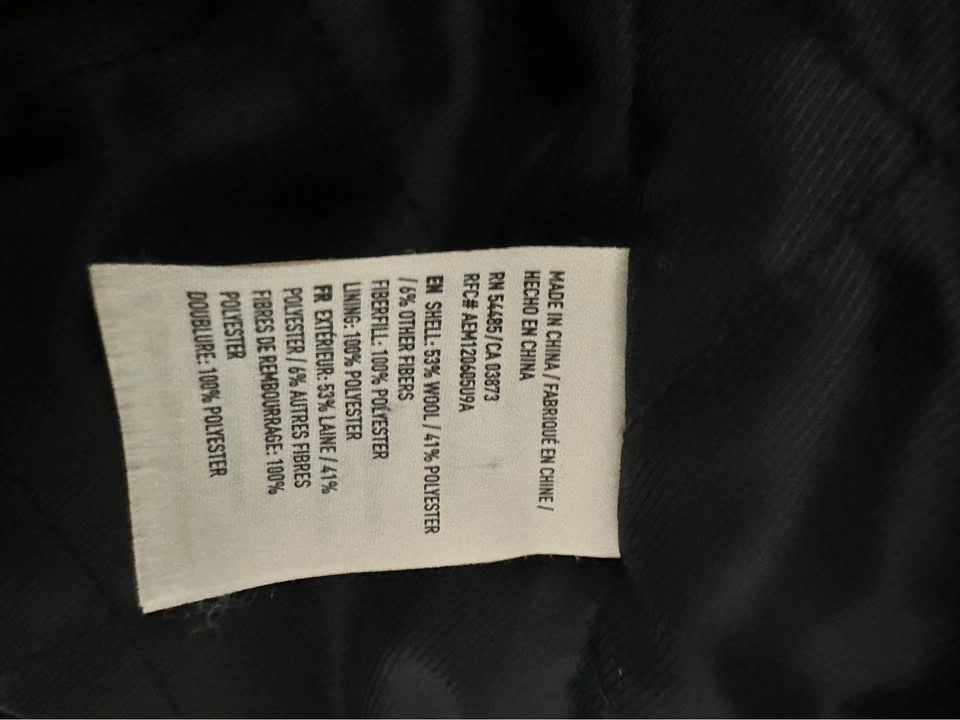 MADE IN CHINA / FABRIQUÉ EN CHINE /
HECHO EN CHINA
RN 54485 / CA 03873
RFC# AEM120605U9A
EN SHELL: 53% WOOL / 41% POLYESTER
/ 6% OTHER FIBERS
FIBERFILL: 100% POLYESTER
LINING: 100% POLYESTER
FR EXTÉRIEUR: 53% LAINE / 41%
POLYESTER / 6% AUTRES FIBRES
FIBRES DE REMBOURRAGE: 100%
POLYESTER
DOUBLURE: 100% POLYESTER